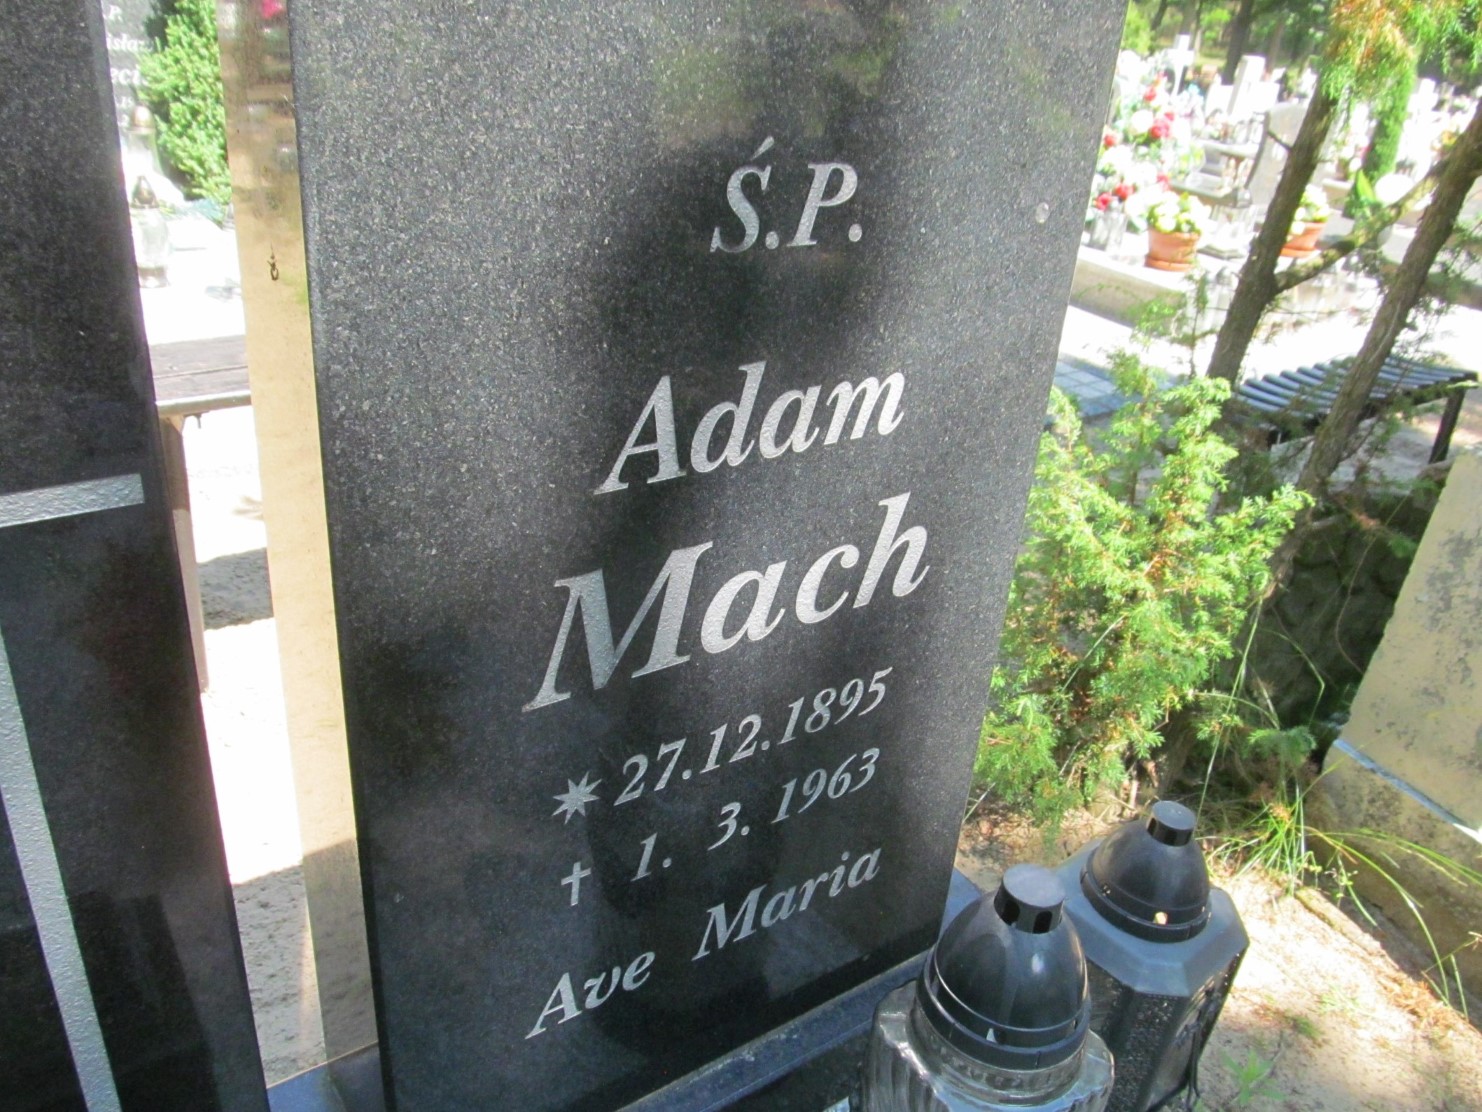 Ś.P.
Adam
Mach
27.12.1895
1. 3. 1963
Ave Maria